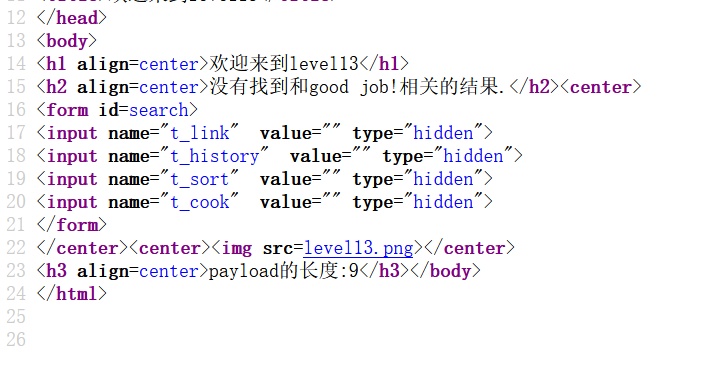 12 </head>
13 <body>
14 <h1 align=center>欢迎来到level13</h1>
15 <h2 align=center>没有找到和good job!相关的结果.</h2><center>
16 <form id=search>
17 <input name="t_link"  value="" type="hidden">
18 <input name="t_history"  value="" type="hidden">
19 <input name="t_sort"  value="" type="hidden">
20 <input name="t_cook"  value="" type="hidden">
21 </form>
22 </center><center><img src=level13.png></center>
23 <h3 align=center>payload的长度:9</h3></body>
24 </html>
25
26